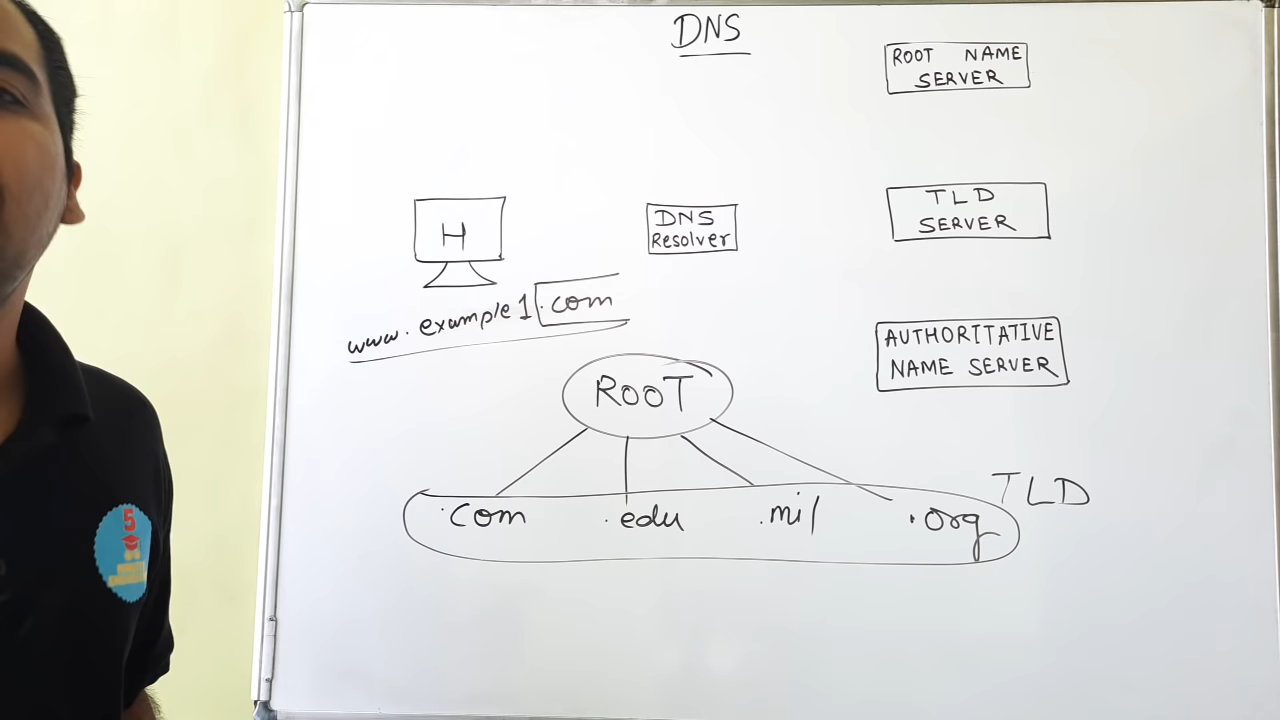 DNS
ROOT NAME
SERVER
H
DNS
Resolver
TLD
SERVER
www.example1.com
AUTHORITATIVE
NAME SERVER
ROOT
.com .edu .mil .org
TLD
5